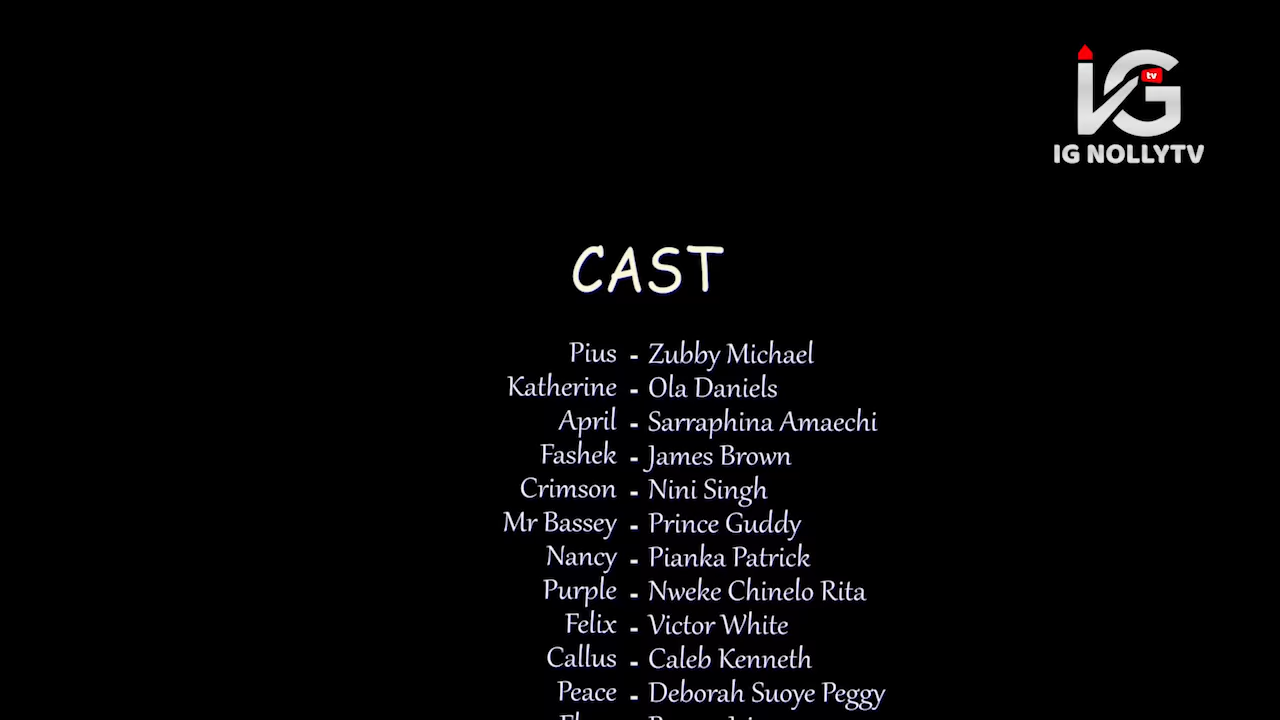 tv
IG NOLLYTV
CAST
Pius - Zubby Michael
Katherine - Ola Daniels
April - Sarraphina Amaechi
Fashek - James Brown
Crimson - Nini Singh
Mr Bassey - Prince Guddy
Nancy - Pianka Patrick
Purple - Nweke Chinelo Rita
Felix - Victor White
Callus - Caleb Kenneth
Peace - Deborah Suoye Peggy